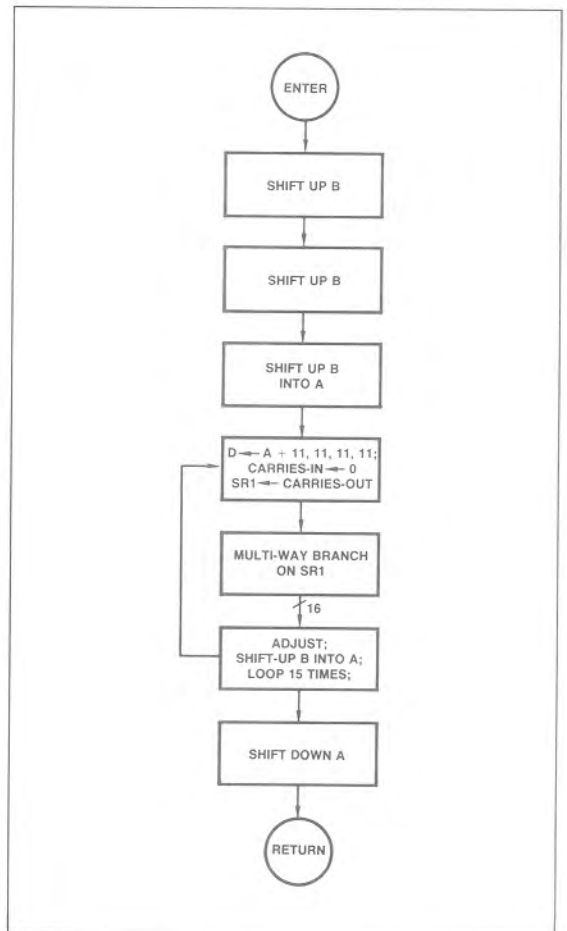 ENTER
SHIFT UP B
SHIFT UP B
SHIFT UP B
INTO A
D ← A + 11, 11, 11, 11;
CARRIES-IN ← 0
SR1 ← CARRIES-OUT
MULTI-WAY BRANCH
ON SR1
16
ADJUST;
SHIFT-UP B INTO A;
LOOP 15 TIMES;
SHIFT DOWN A
RETURN